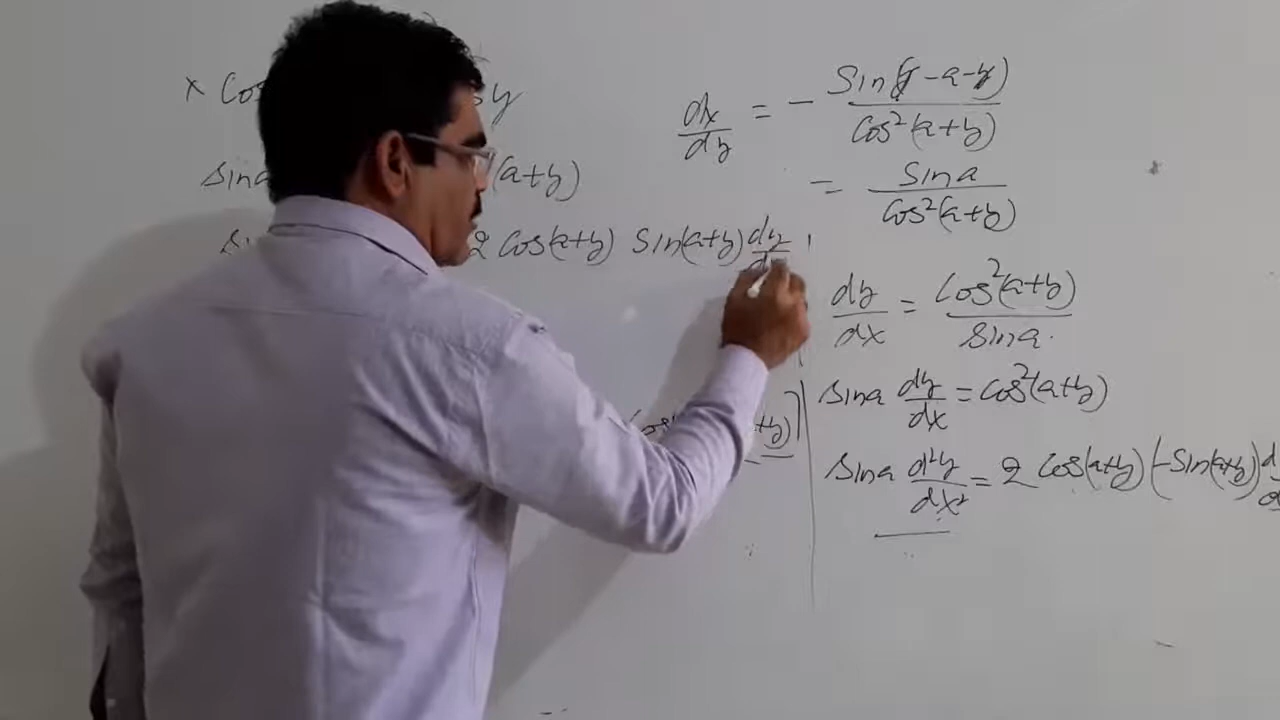 x Cos y
Sina (a+y)
2 Cos(a+y) Sin(a+y) dy/d
(a+y)]
dx/dy = - Sin(y-a-y)/Cos²(a+y)
= Sina/Cos²(a+y)
dy/dx = Cos²(a+y)/Sina.
Sina dy/dx = Cos²(a+y)
Sina d²y/dx² = 2 Cos(a+y) (-Sin(a+y)) d